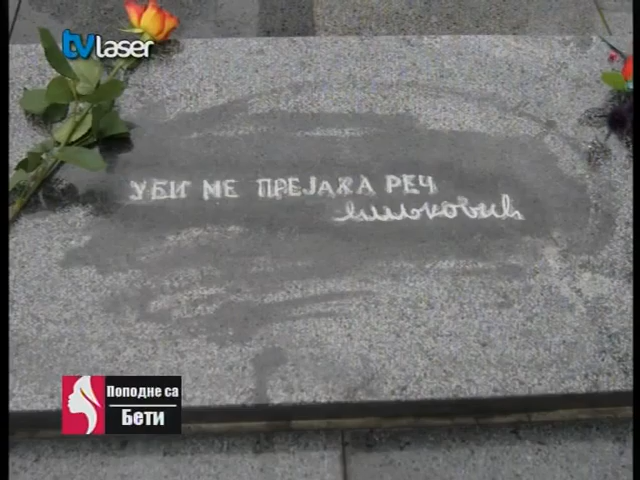 tvlaser
УБИ МЕ ПРЕЈАКА РЕЧ
Миљковић
Поподне са
Бети